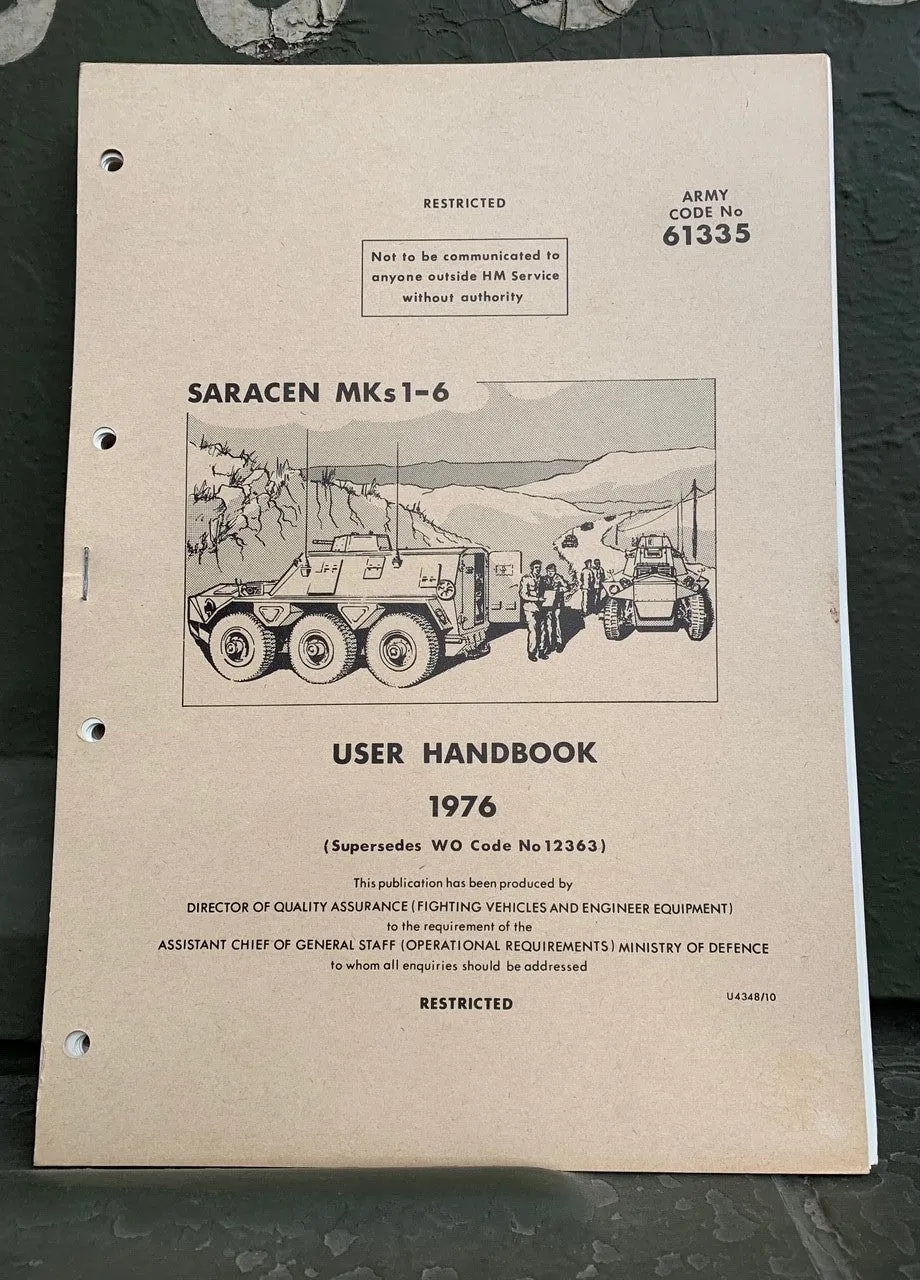 RESTRICTED
ARMY
CODE No
61335
Not to be communicated to
anyone outside HM Service
without authority
SARACEN MKs 1-6
USER HANDBOOK
1976
(Supersedes WO Code No 12363)
This publication has been produced by
DIRECTOR OF QUALITY ASSURANCE (FIGHTING VEHICLES AND ENGINEER EQUIPMENT)
to the requirement of the
ASSISTANT CHIEF OF GENERAL STAFF (OPERATIONAL REQUIREMENTS) MINISTRY OF DEFENCE
to whom all enquiries should be addressed
U4348/10
RESTRICTED